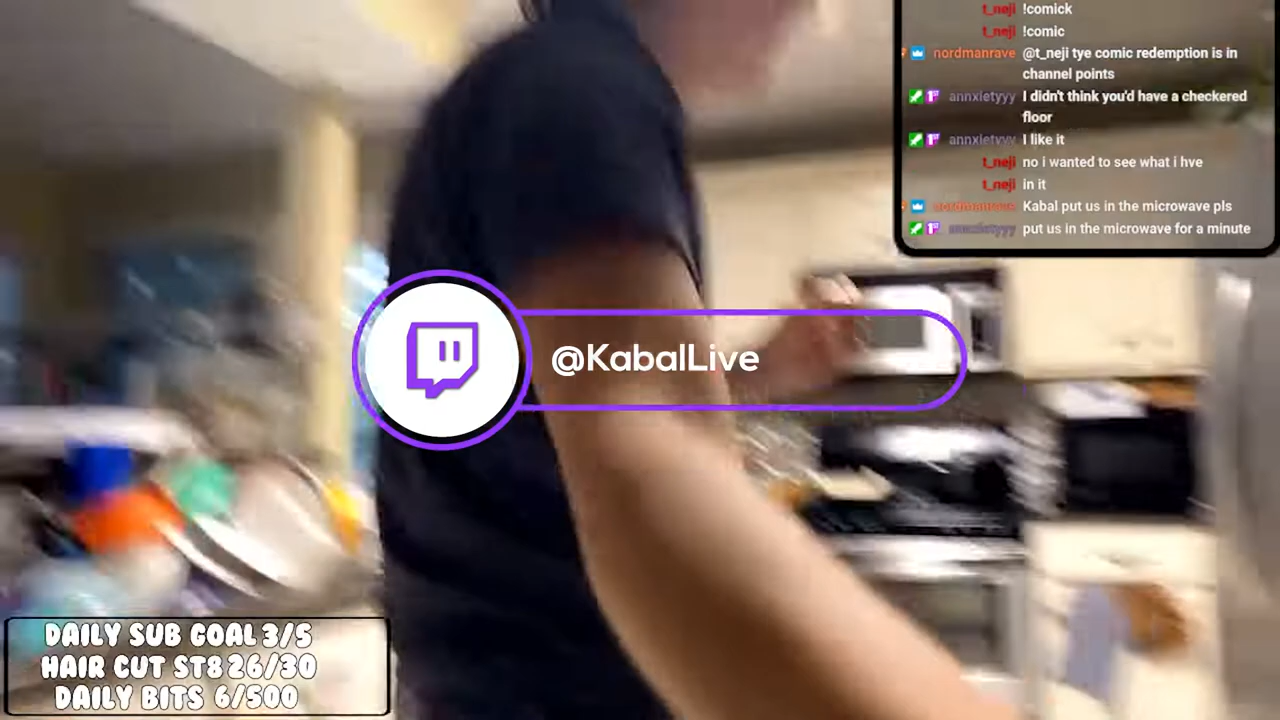 t_neji !comick
t_neji !comic
nordmanrave @t_neji tye comic redemption is in
channel points
annxietyyy I didn't think you'd have a checkered
floor
annxietyyy I like it
t_neji no i wanted to see what i hve
t_neji in it
nordmanrave Kabal put us in the microwave pls
annxietyyy put us in the microwave for a minute
@KabalLive
DAILY SUB GOAL 3/5
HAIR CUT ST8 26/30
DAILY BITS 6/500